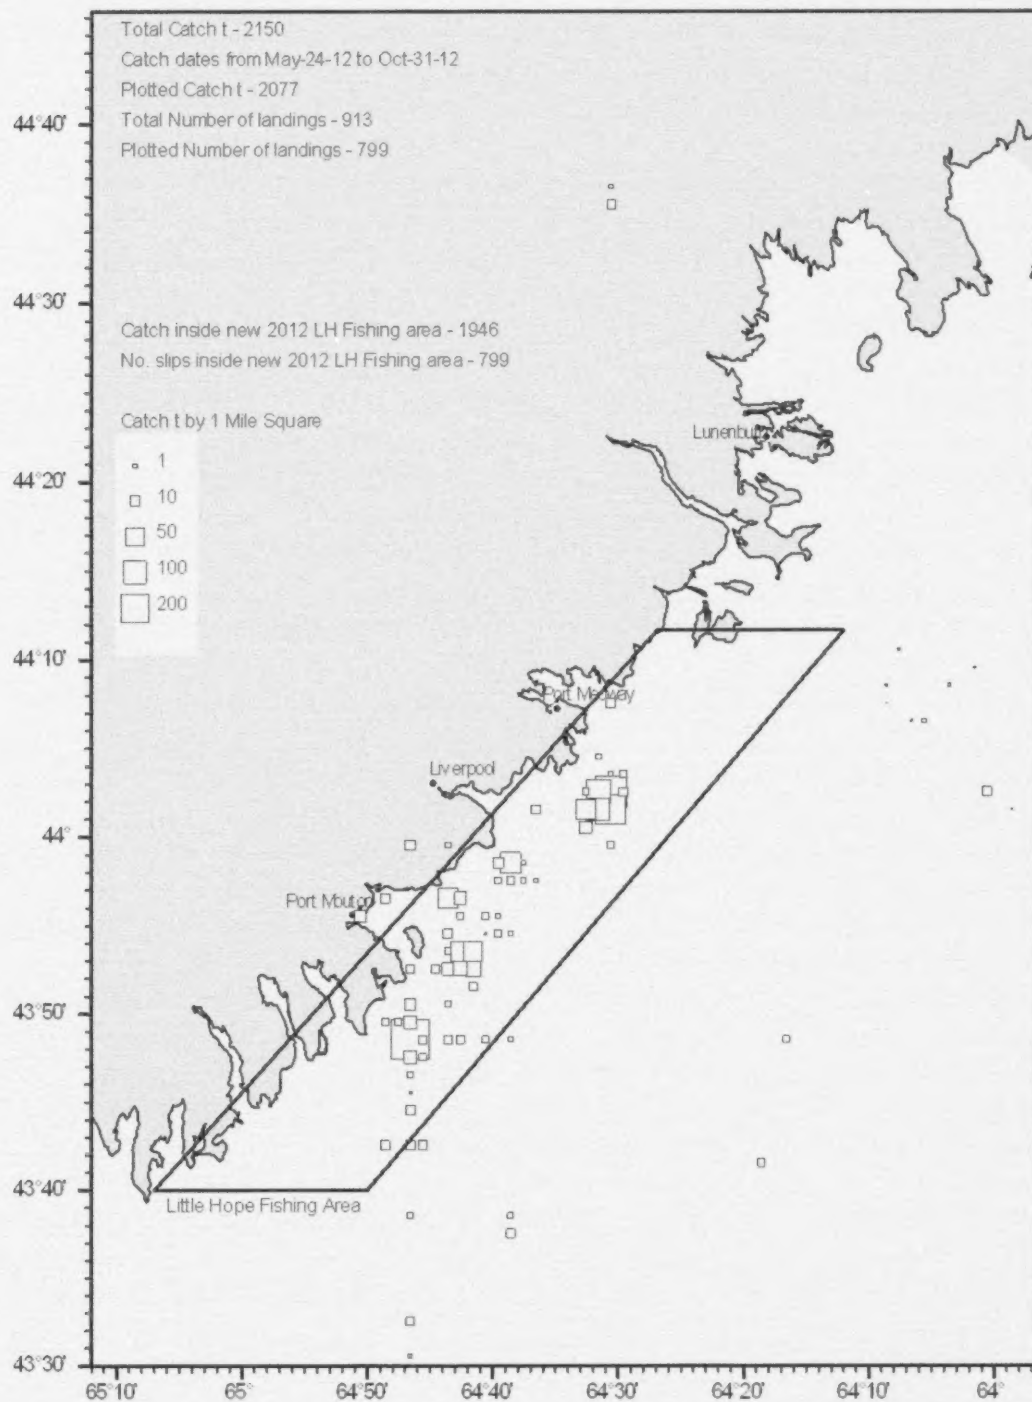 Total Catch t - 2150
Catch dates from May-24-12 to Oct-31-12
Plotted Catch t - 2077
Total Number of landings - 913
Plotted Number of landings - 799
44°40'
44°30'
Catch inside new 2012 LH Fishing area - 1946
No. slips inside new 2012 LH Fishing area - 799
Catch t by 1 Mile Square
1
10
50
100
200
44°20'
Lunenburg
44°10'
Port Medway
Liverpool
44°
Port Mouton
43°50'
43°40'
Little Hope Fishing Area
43°30'
65°10' 65° 64°50' 64°40' 64°30' 64°20' 64°10' 64°